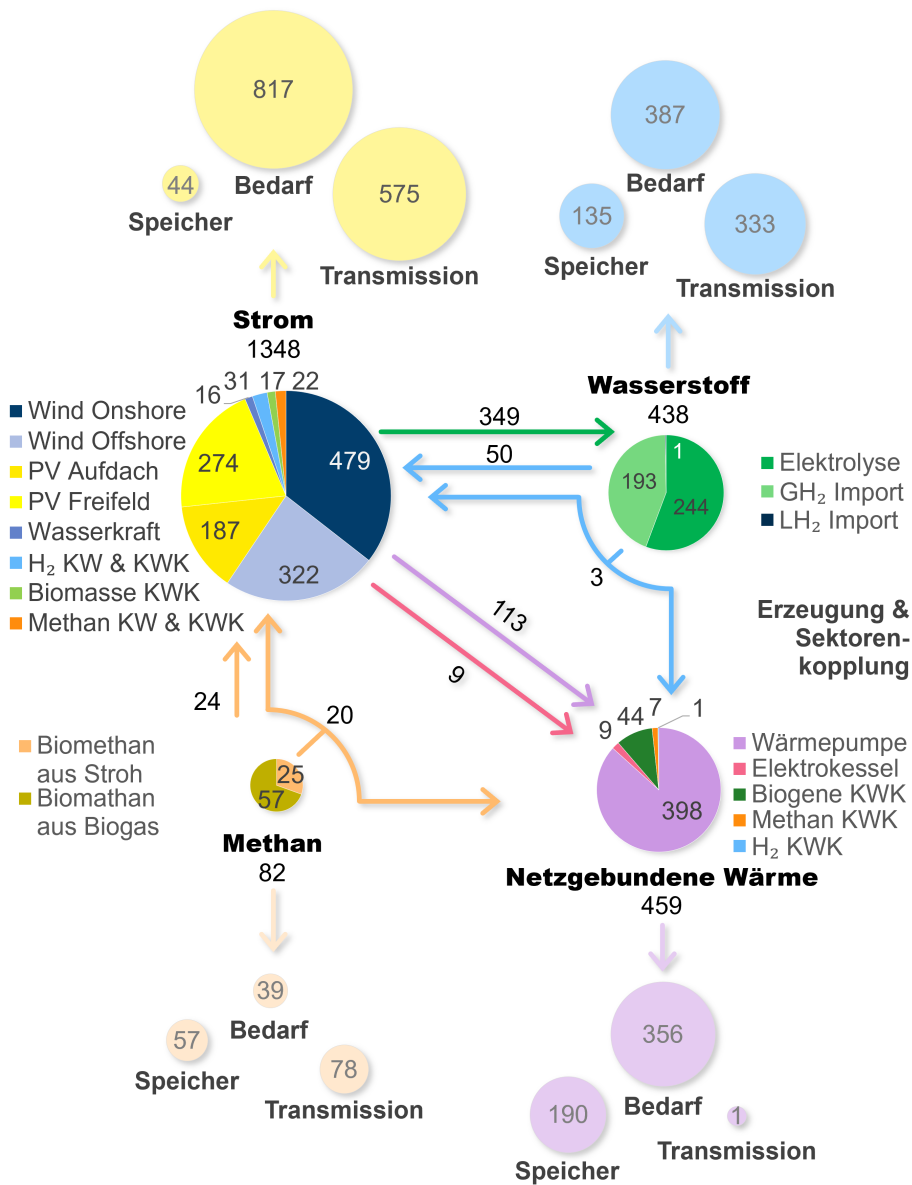 817
Bedarf
44
Speicher
575
Transmission
387
Bedarf
135
Speicher
333
Transmission
Strom
1348
16 31 17 22
Wind Onshore
Wind Offshore
PV Aufdach
PV Freifeld
Wasserkraft
H₂ KW & KWK
Biomasse KWK
Methan KW & KWK
479
274
187
322
349
50
3
113
9
Wasserstoff
438
1
193
244
Elektrolyse
GH₂ Import
LH₂ Import
Erzeugung &
Sektoren-
kopplung
24
20
Biomethan
aus Stroh
Biomathan
aus Biogas
25
57
Methan
82
9 44 7 1
398
Wärmepumpe
Elektrokessel
Biogene KWK
Methan KWK
H₂ KWK
Netzgebundene Wärme
459
39
Bedarf
57
Speicher
78
Transmission
356
Bedarf
190
Speicher
1
Transmission